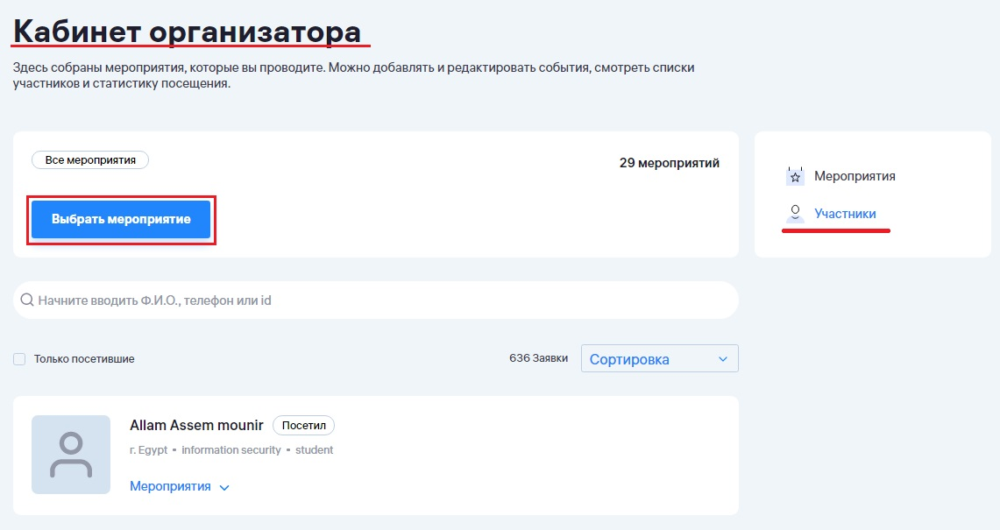 Кабинет организатора
Здесь собраны мероприятия, которые вы проводите. Можно добавлять и редактировать события, смотреть списки
участников и статистику посещения.
Все мероприятия
29 мероприятий
Выбрать мероприятие
Мероприятия
Участники
Начните вводить Ф.И.О., телефон или id
Только посетившие
636 Заявки
Сортировка
Allam Assem mounir
Посетил
г. Egypt • information security • student
Мероприятия